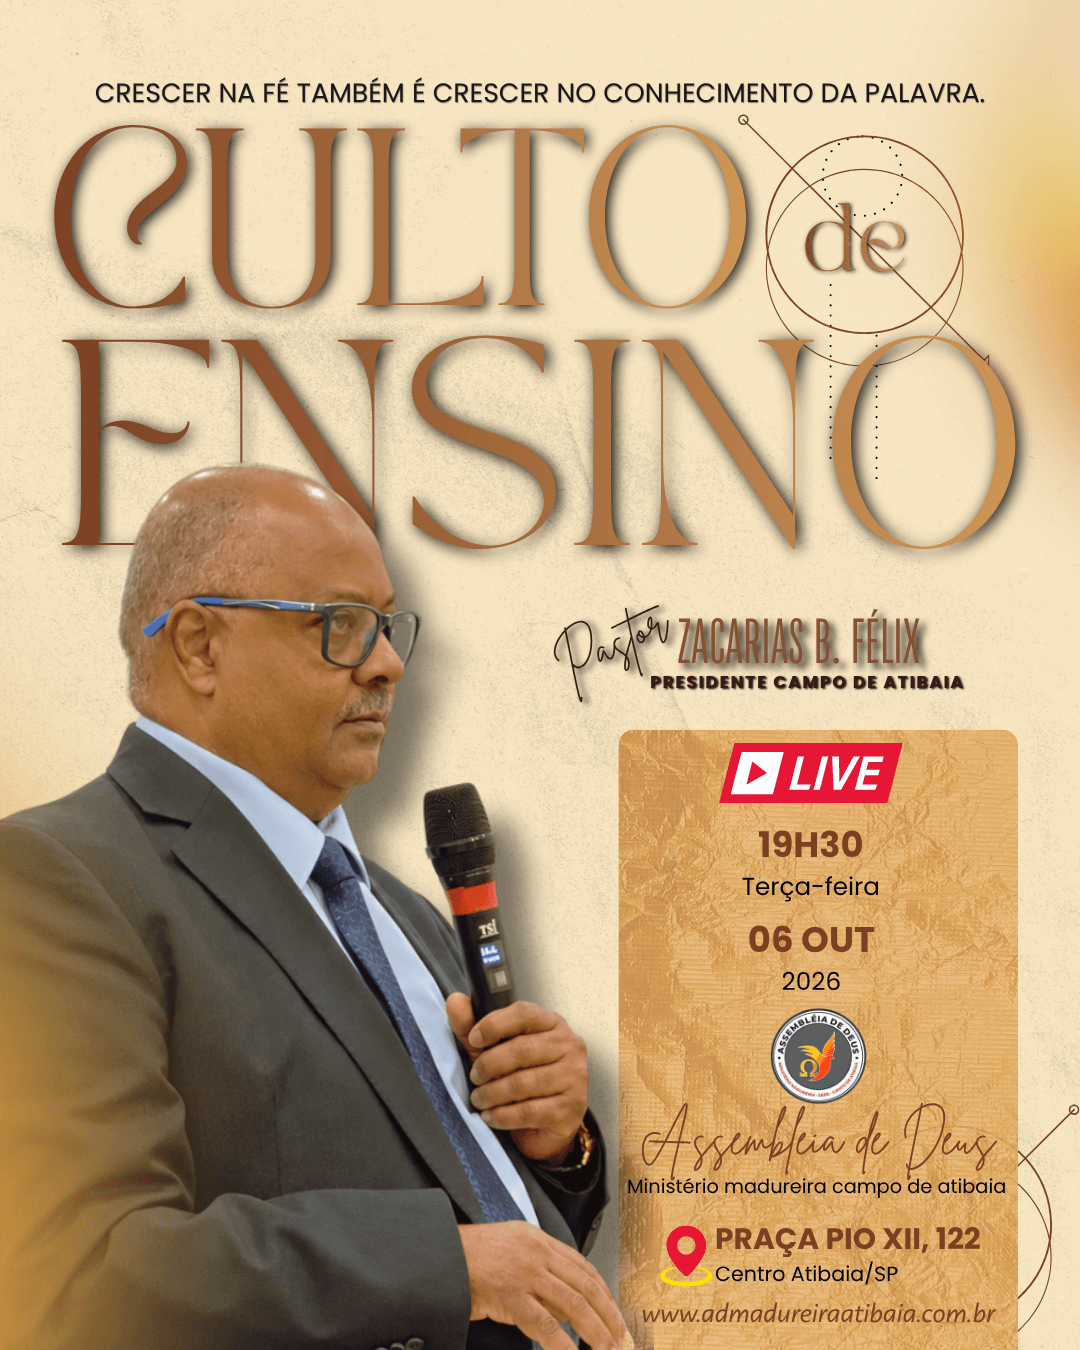 CRESCER NA FÉ TAMBÉM É CRESCER NO CONHECIMENTO DA PALAVRA.
CULTO de
ENSINO
Pastor ZACARIAS B. FÉLIX
PRESIDENTE CAMPO DE ATIBAIA
LIVE
19H30
Terça-feira
06 OUT
2026
TSI
ASSEMBLÉIA DE DEUS
Ω
Assembleia de Deus
Ministério madureira campo de atibaia
PRAÇA PIO XII, 122
Centro Atibaia/SP
www.admadureiraatibaia.com.br